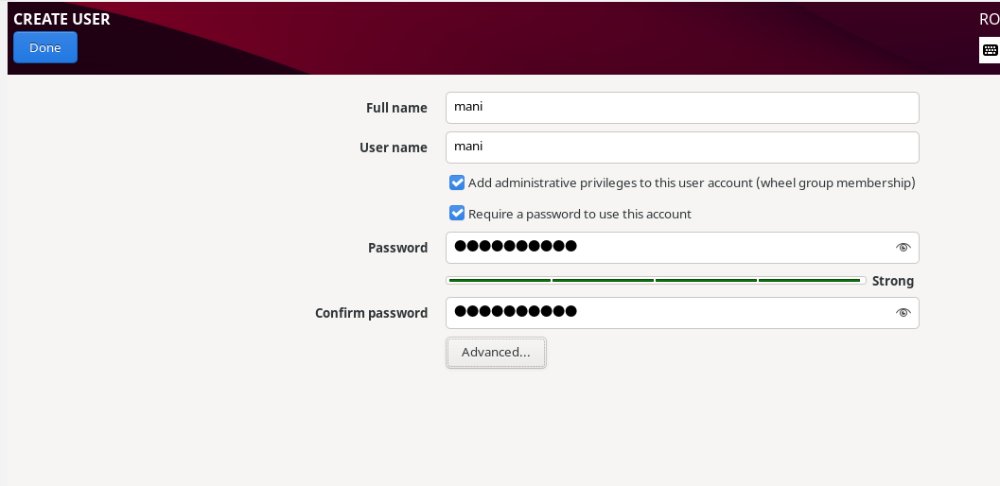 CREATE USER
RO
Done
Full name
mani
User name
mani
Add administrative privileges to this user account (wheel group membership)
Require a password to use this account
Password
●●●●●●●●●●
Strong
Confirm password
●●●●●●●●●●
Advanced...